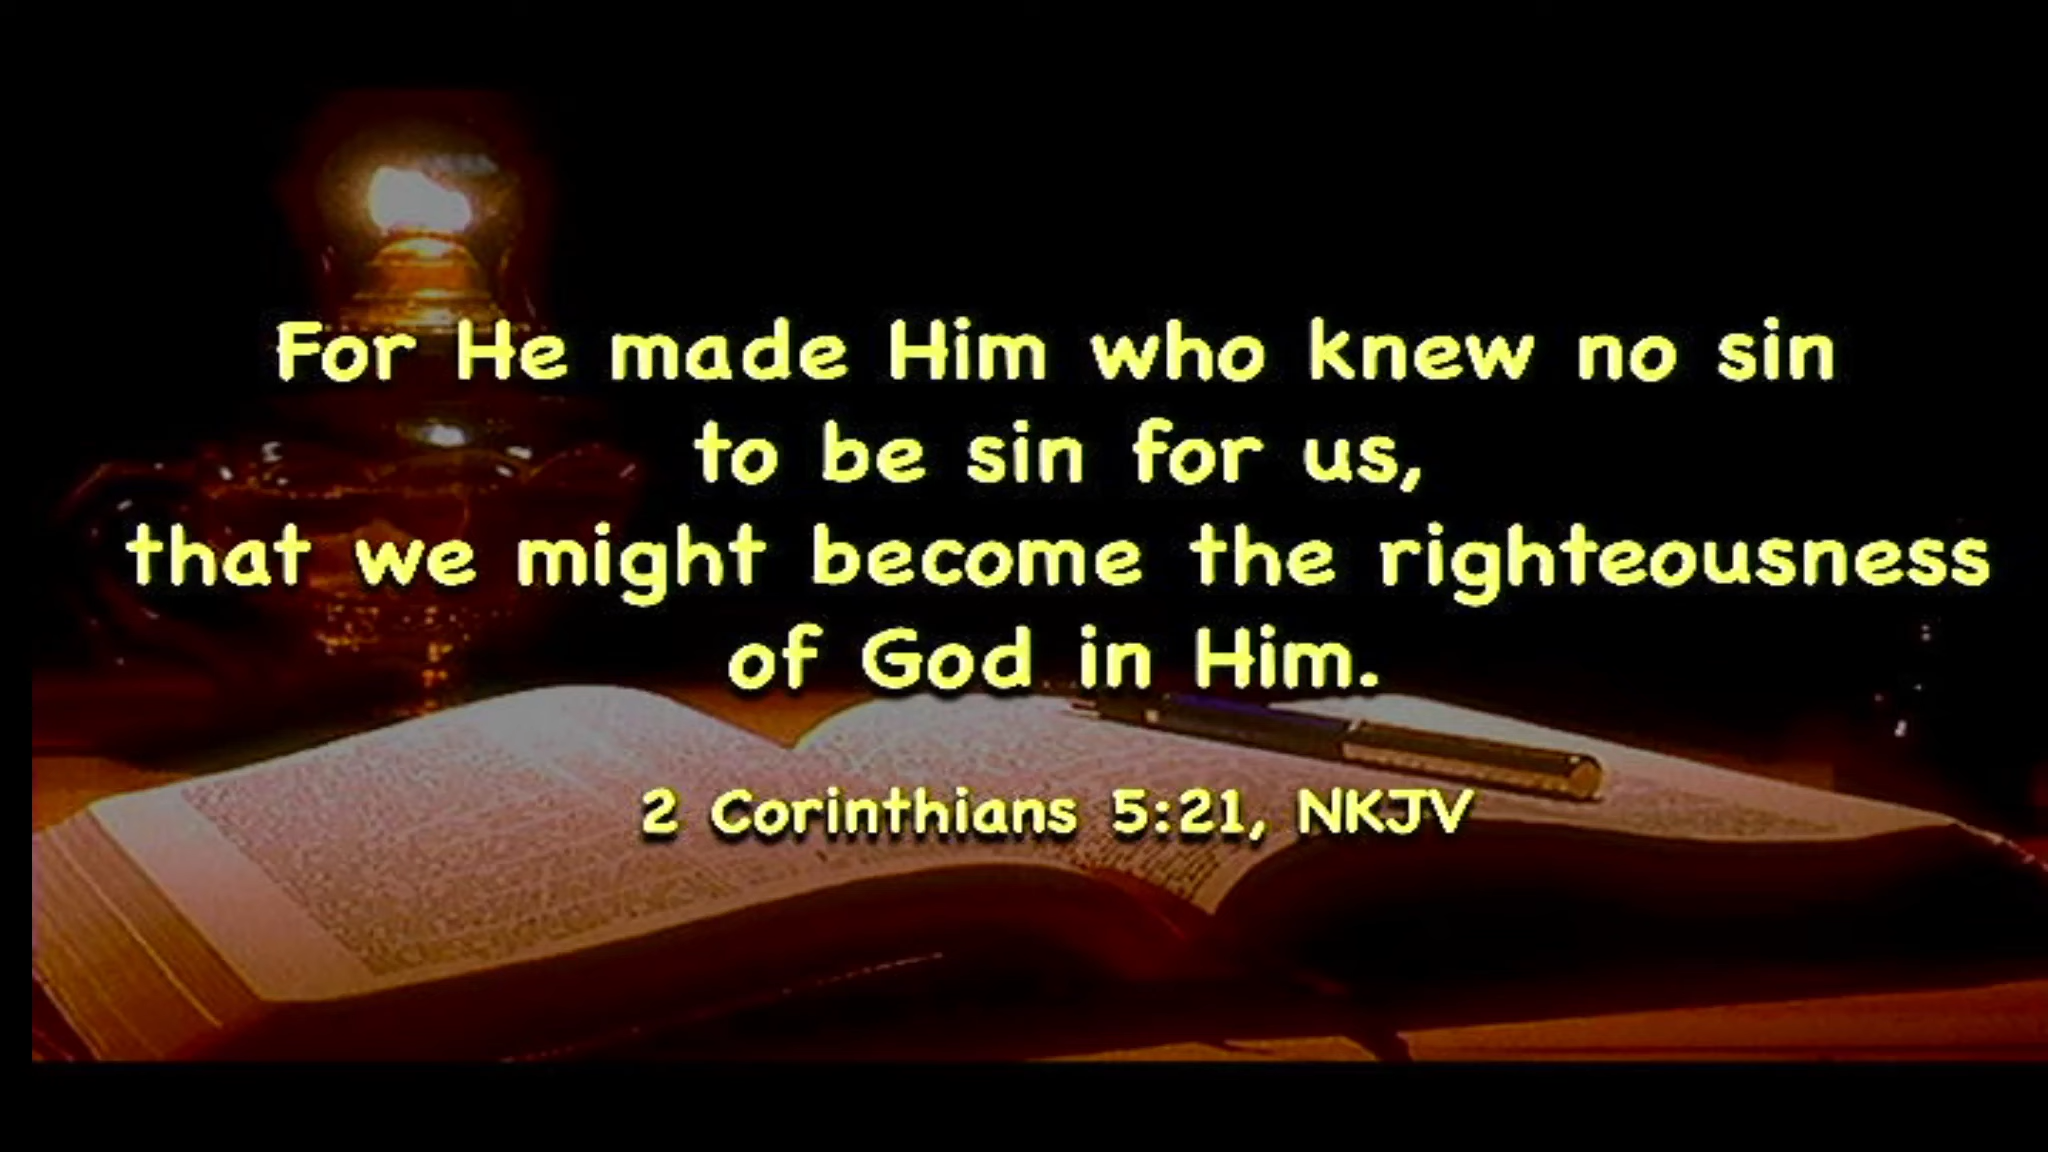 For He made Him who knew no sin
to be sin for us,
that we might become the righteousness
of God in Him.
2 Corinthians 5:21, NKJV